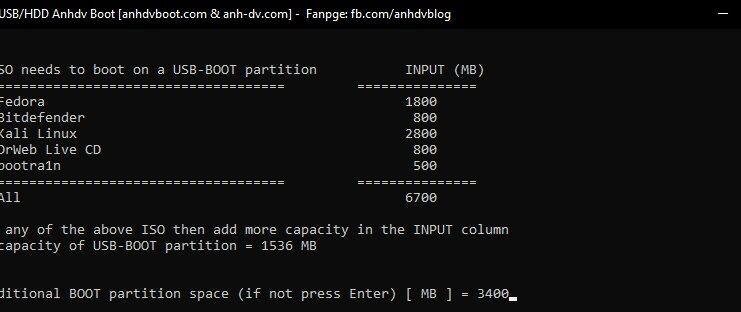 USB/HDD Anhdv Boot [anhdvboot.com & anh-dv.com] - Fanpge: fb.com/anhdvblog
SO needs to boot on a USB-BOOT partition INPUT (MB)
=================================== ===============
Fedora 1800
Bitdefender 800
Kali Linux 2800
DrWeb Live CD 800
bootra1n 500
=================================== ===============
All 6700
any of the above ISO then add more capacity in the INPUT column
capacity of USB-BOOT partition = 1536 MB
ditional BOOT partition space (if not press Enter) [ MB ] = 3400